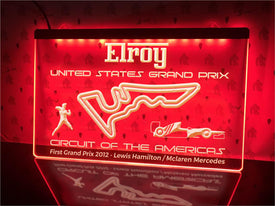 Elroy
UNITED STATES GRAND PRIX
CIRCUIT OF THE AMERICAS
First Grand Prix 2012 - Lewis Hamilton / Mclaren Mercedes